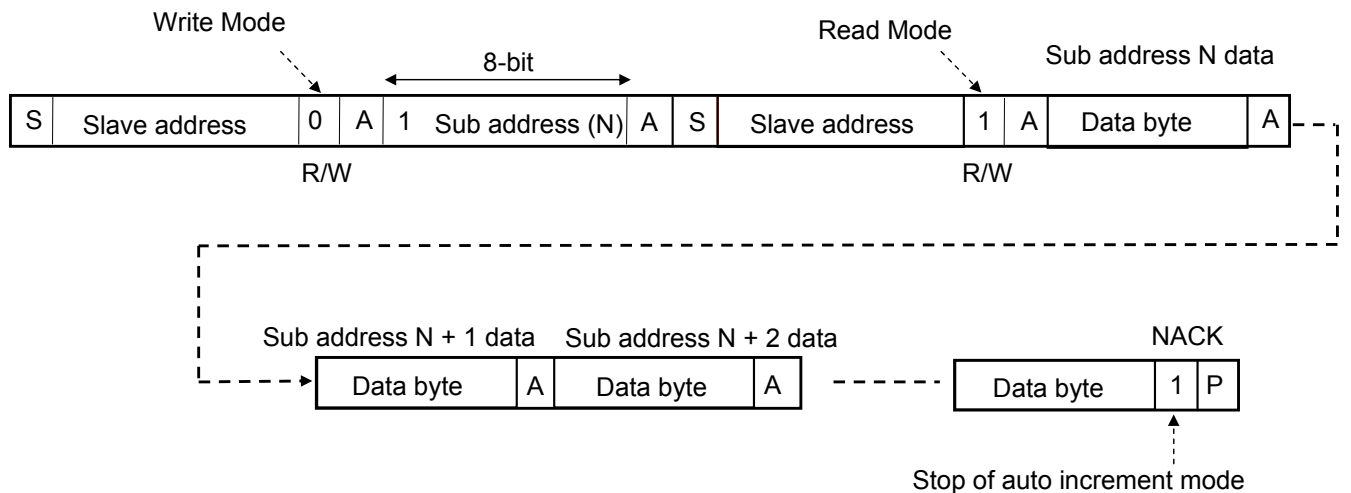 Write Mode
Read Mode
8-bit
Sub address N data
S Slave address 0 A 1 Sub address (N) A S Slave address 1 A Data byte A
R/W R/W
Sub address N + 1 data Sub address N + 2 data NACK
Data byte A Data byte A Data byte 1 P
Stop of auto increment mode